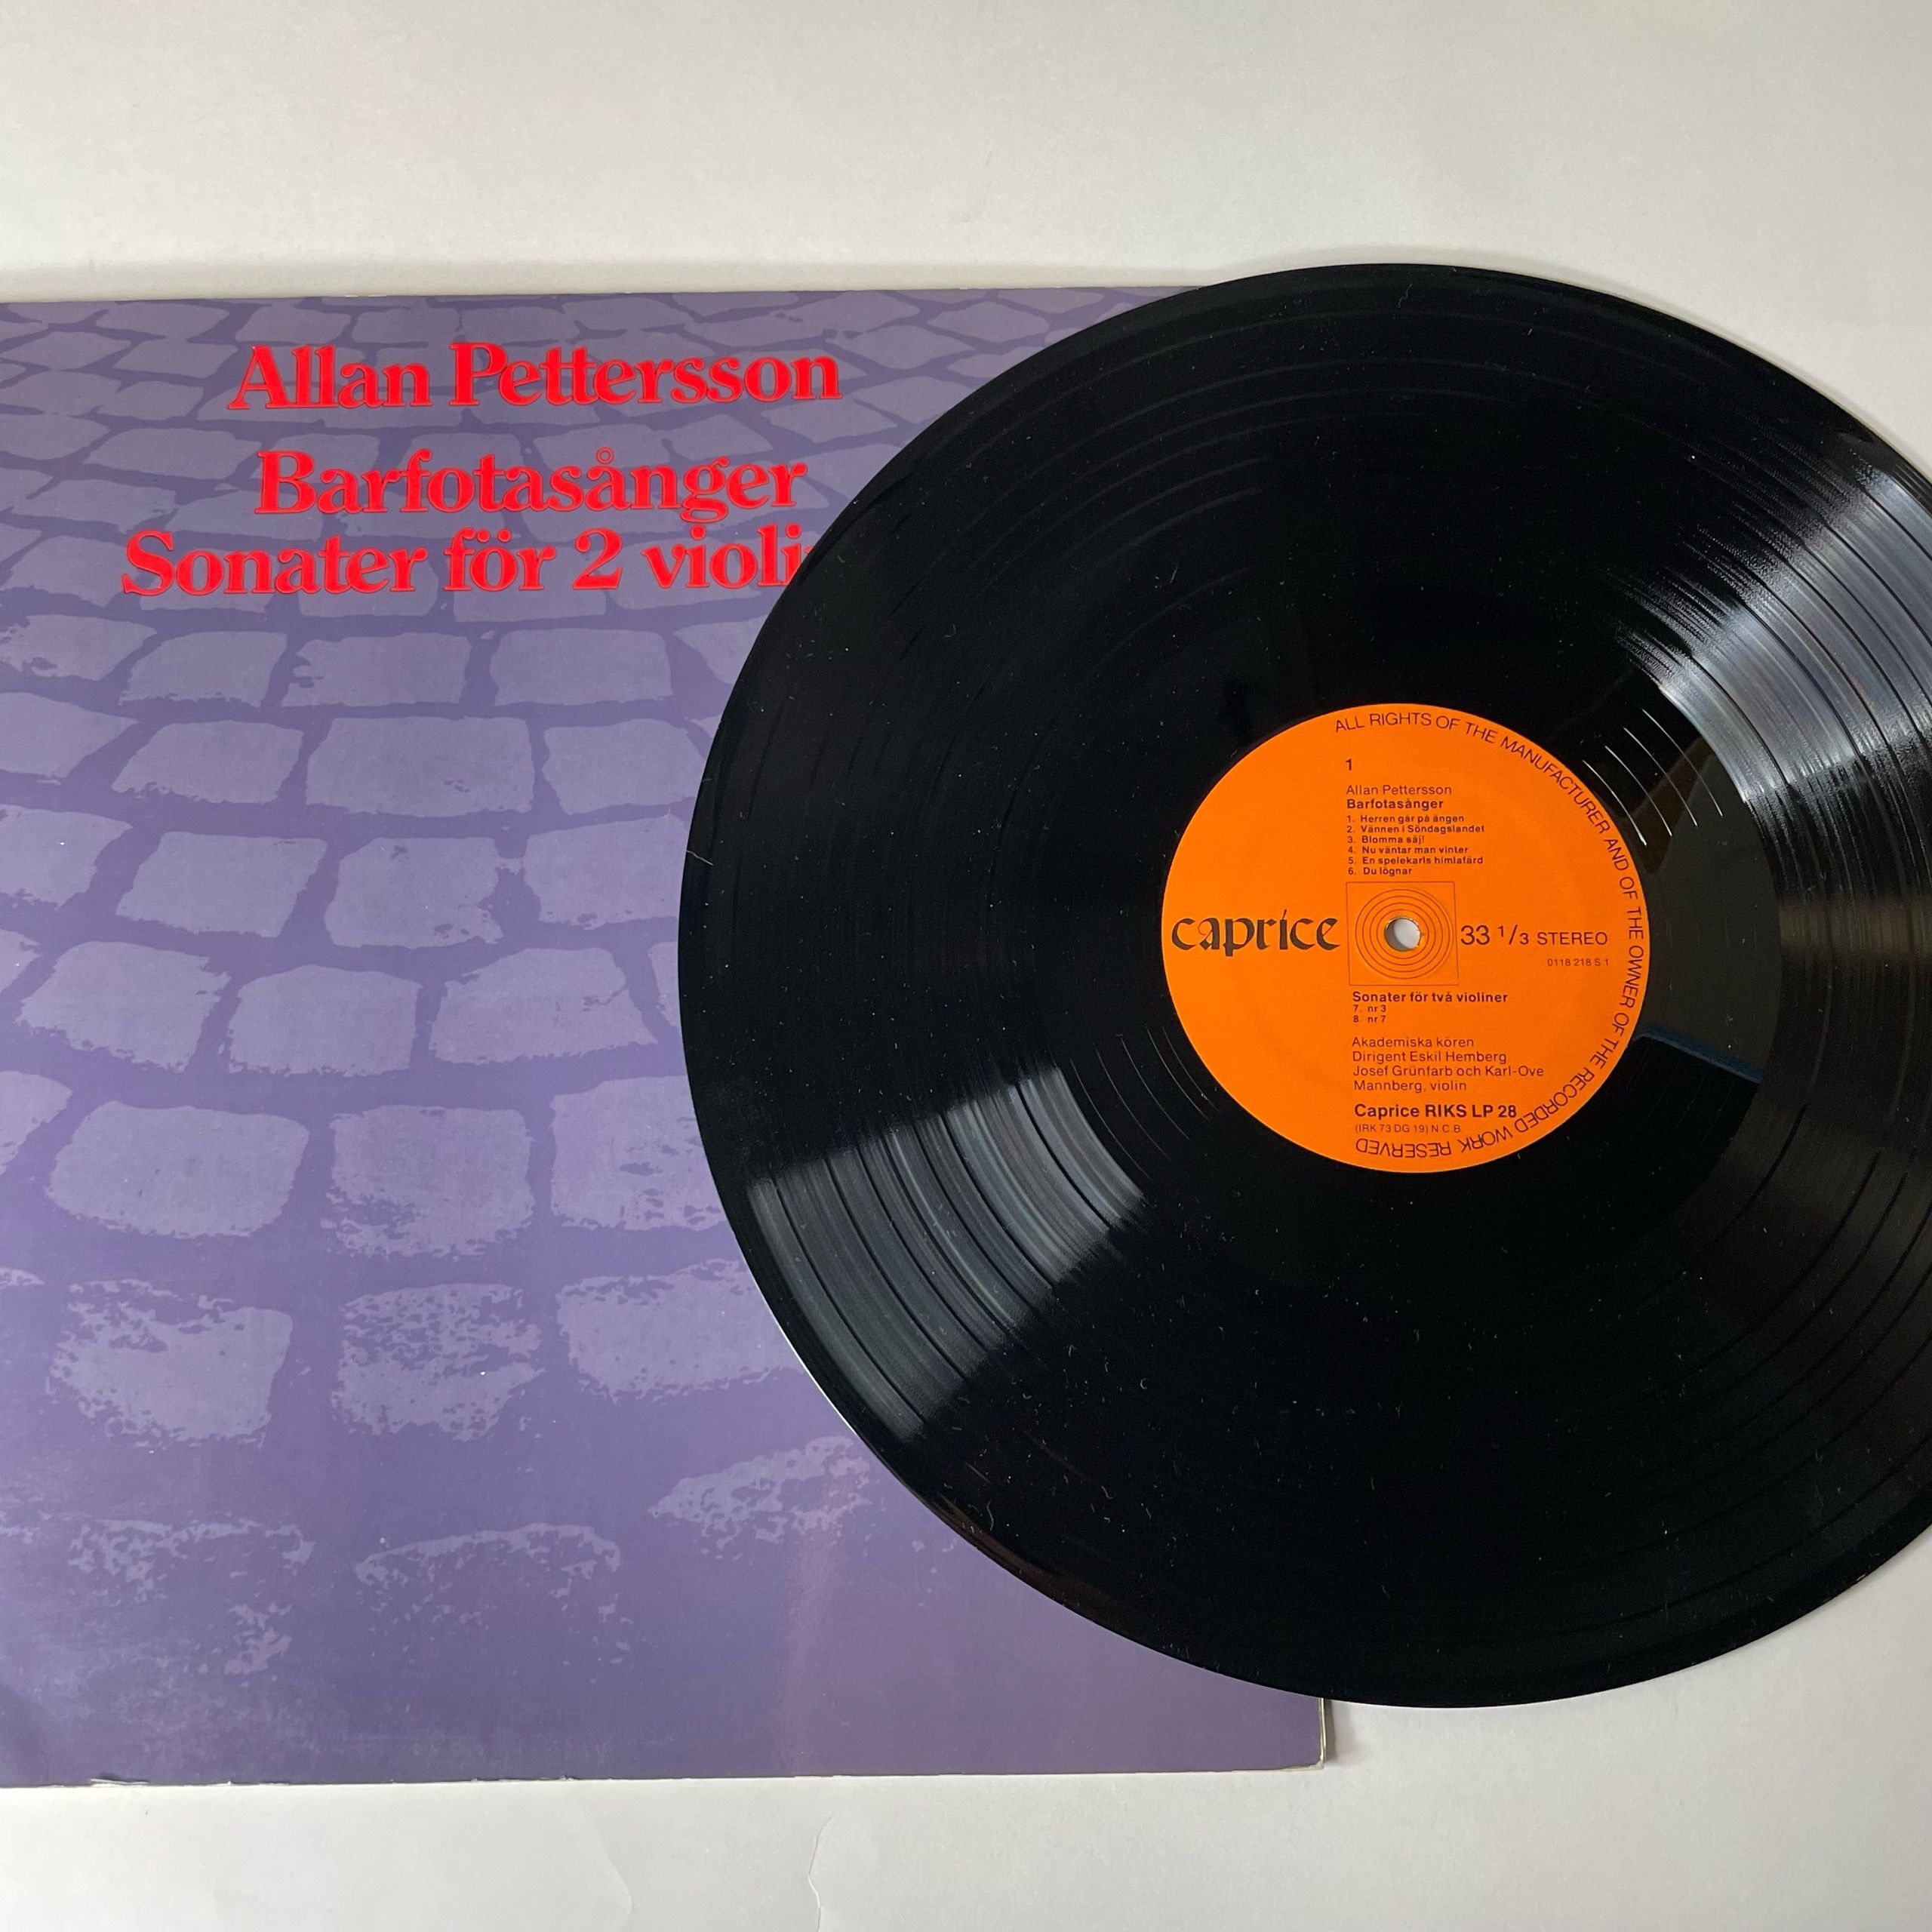 Allan Pettersson
Barfotasånger
Sonater för 2
ALL RIGHTS OF THE MANUFACTURER AND OF THE OWNER OF THE RECORDED WORK RESERVED
1
Allan Pettersson
Barfotasånger
1. Herren går på ängen
2. Vännen i Söndagslandet
3. Blomma säj!
4. Nu väntar man vinter
5. En spelekarls himlafärd
6. Du lögnar
caprice
33 1/3 STEREO
0118 218 S 1
Sonater för två violiner
7. nr 3
8. nr 7
Akademiska kören
Dirigent Eskil Hemberg
Josef Grünfarb och Karl-Ove
Mannberg, violin
Caprice RIKS LP 28
(IRK 73 DG 19) N C B